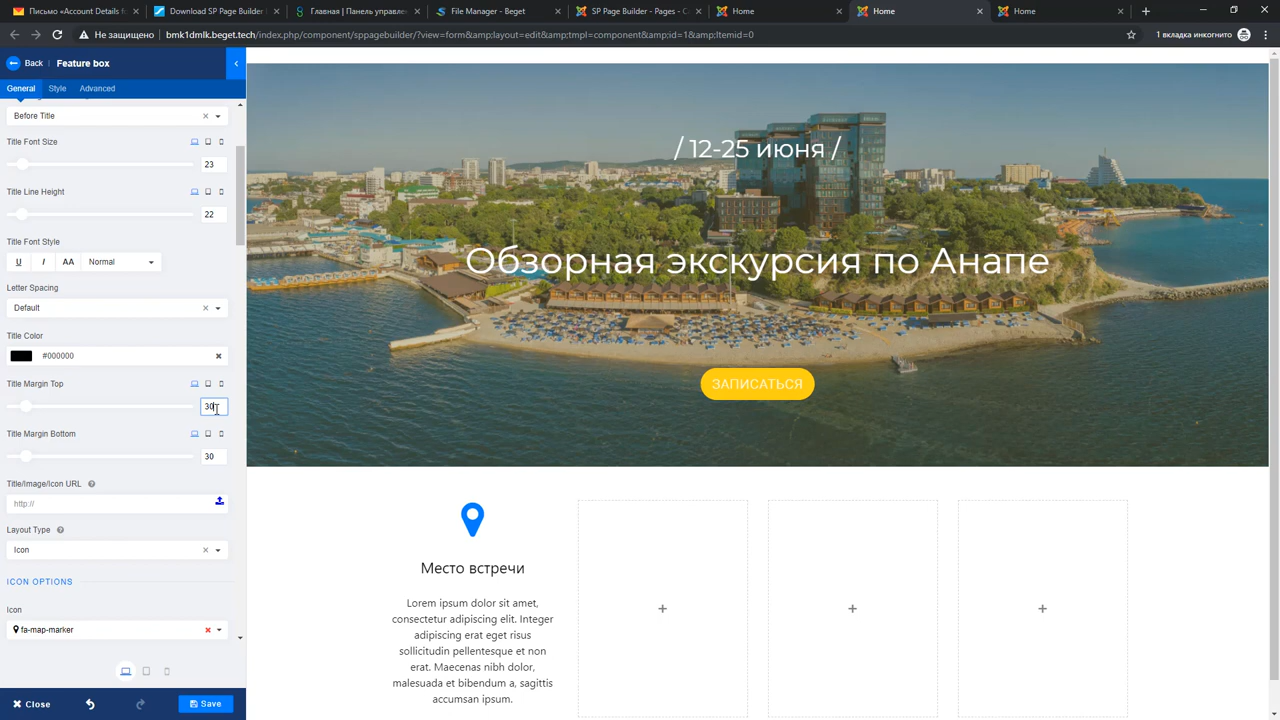 Письмо «Account Details fo
Download SP Page Builder
Главная | Панель управле
File Manager - Beget
SP Page Builder - Pages - C
Home
Home
Home
Не защищено
bmk1dmlk.beget.tech/index.php/component/sppagebuilder/?view=form&layout=edit&tmpl=component&id=1&Itemid=0
1 вкладка инкогнито
Back
Feature box
General
Style
Advanced
Before Title
Title Font Size
23
Title Line Height
22
Title Font Style
U I AA Normal
Letter Spacing
Default
Title Color
#000000
Title Margin Top
30
Title Margin Bottom
30
Title/Image/Icon URL
http://
Layout Type
Icon
ICON OPTIONS
Icon
fa-map-marker
Close
Save
/ 12-25 июня /
Обзорная экскурсия по Анапе
ЗАПИСАТЬСЯ
Место встречи
Lorem ipsum dolor sit amet,
consectetur adipiscing elit. Integer
adipiscing erat eget risus
sollicitudin pellentesque et non
erat. Maecenas nibh dolor,
malesuada et bibendum a, sagittis
accumsan ipsum.